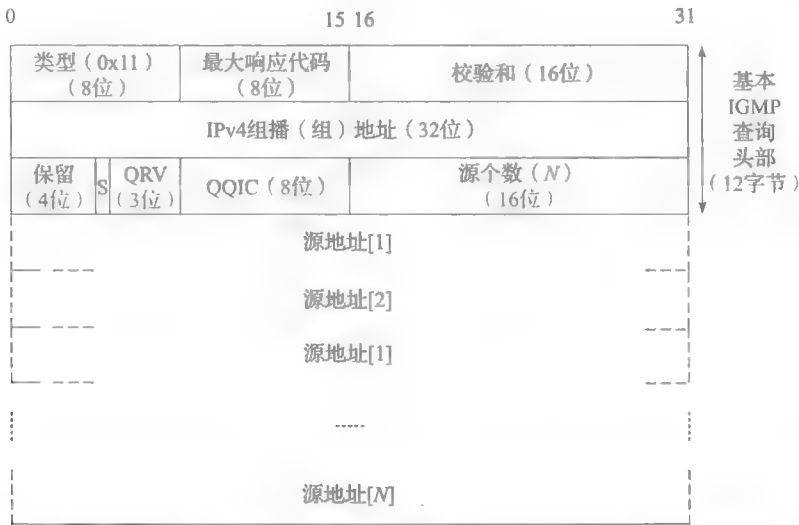 0 15 16 31
类型（0x11）
（8位）
最大响应代码
（8位）
校验和（16位）
IPv4组播（组）地址（32位）
保留
（4位）
S
QRV
（3位）
QQIC（8位）
源个数（N）
（16位）
基本
IGMP
查询
头部
（12字节）
源地址[1]
源地址[2]
源地址[1]
.....
源地址[N]